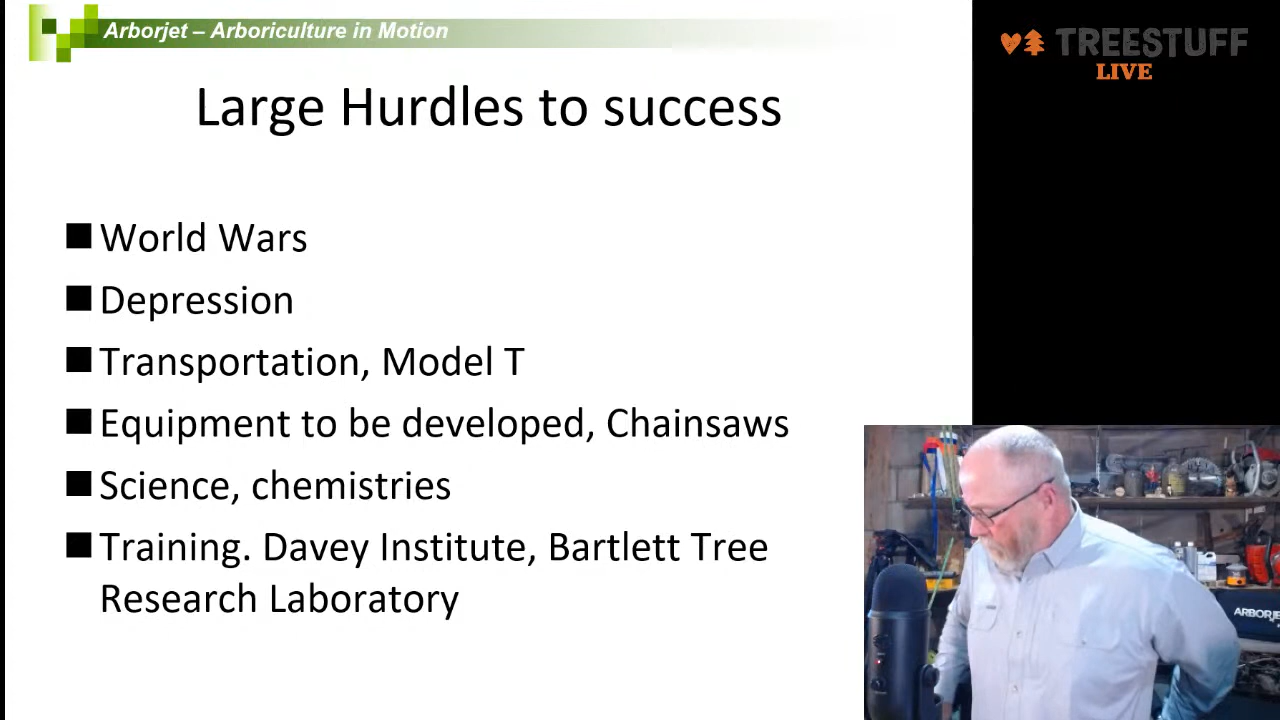 Arborjet – Arboriculture in Motion
TREESTUFF
LIVE
Large Hurdles to success
World Wars
Depression
Transportation, Model T
Equipment to be developed, Chainsaws
Science, chemistries
Training. Davey Institute, Bartlett Tree
Research Laboratory
ARBORJET